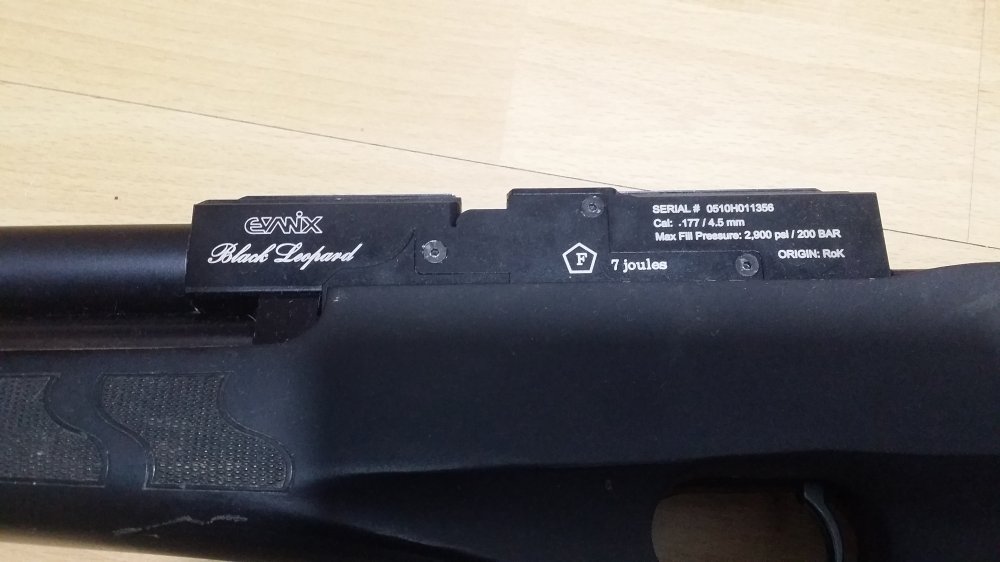 EVANIX
Black Leopard
F
7 joules
SERIAL # 0510H011356
Cal: .177 / 4.5 mm
Max Fill Pressure: 2,900 psi / 200 BAR
ORIGIN: RoK